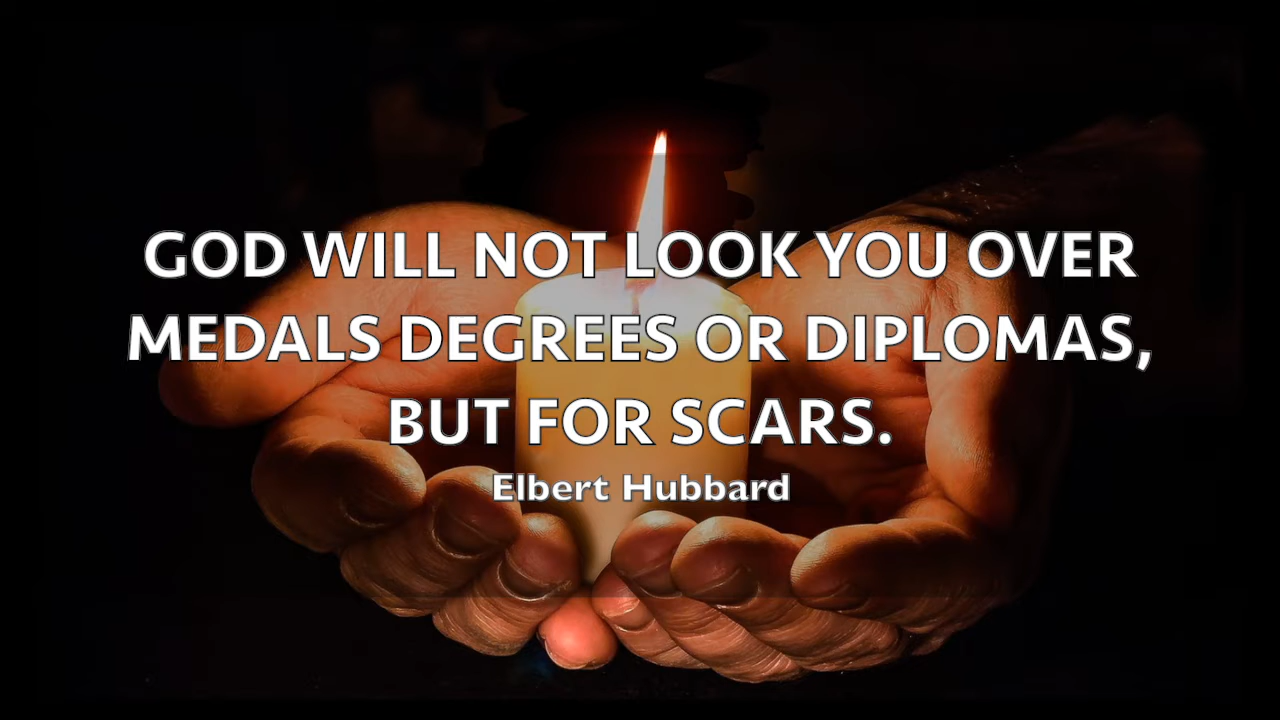 GOD WILL NOT LOOK YOU OVER
MEDALS DEGREES OR DIPLOMAS,
BUT FOR SCARS.
Elbert Hubbard